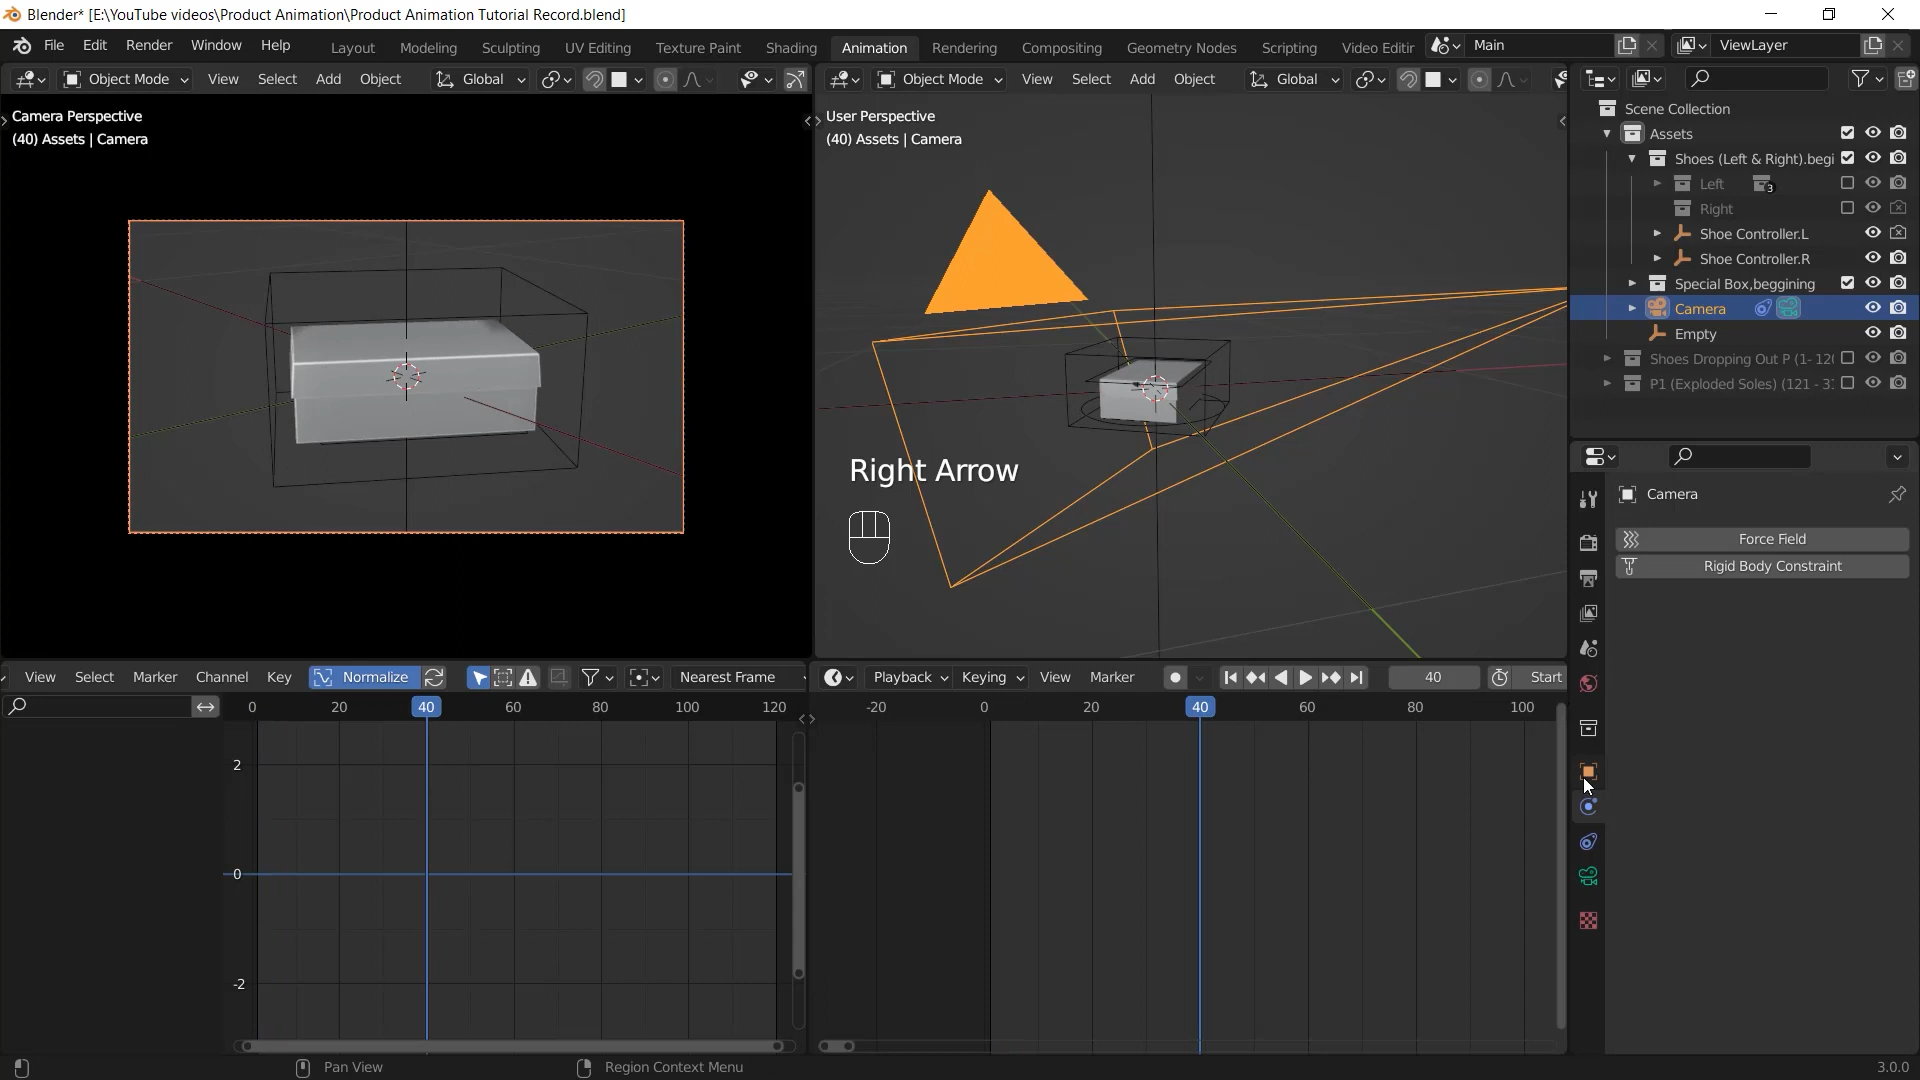 Blender* [E:\YouTube videos\Product Animation\Product Animation Tutorial Record.blend]
File Edit Render Window Help Layout Modeling Sculpting UV Editing Texture Paint Shading Animation Rendering Compositing Geometry Nodes Scripting Video Editir Main ViewLayer
Object Mode View Select Add Object Global Object Mode View Select Add Object Global
Camera Perspective
(40) Assets | Camera
User Perspective
(40) Assets | Camera
Scene Collection
Assets
Shoes (Left & Right).begi
Left 3
Right
Shoe Controller.L
Shoe Controller.R
Special Box,beggining
Camera
Empty
Shoes Dropping Out P (1- 12(
P1 (Exploded Soles) (121 - 3
Camera
Force Field
Rigid Body Constraint
Right Arrow
View Select Marker Channel Key Normalize Nearest Frame Playback Keying View Marker 40 Start
0 20 40 60 80 100 120 -20 0 20 40 60 80 100
2
0
-2
Pan View Region Context Menu 3.0.0